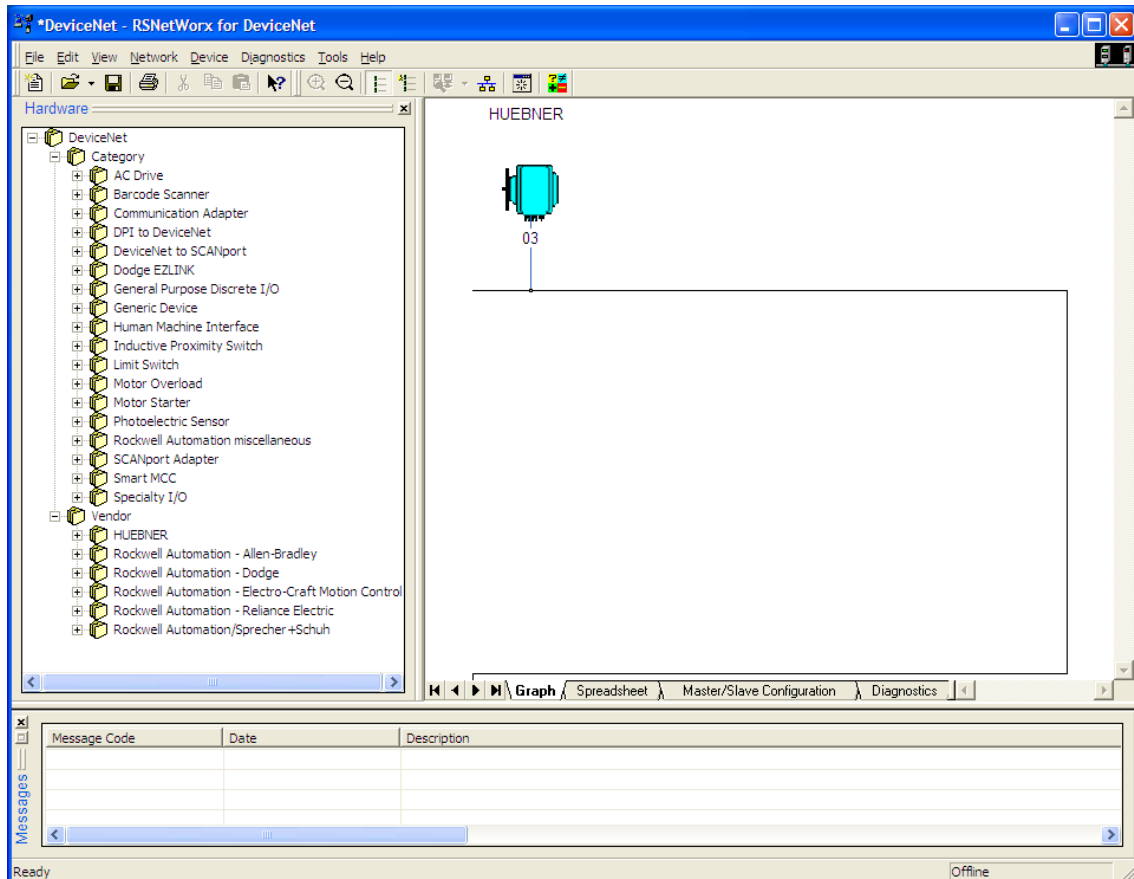 *DeviceNet - RSNetWorx for DeviceNet
File Edit View Network Device Diagnostics Tools Help
Hardware
DeviceNet
Category
AC Drive
Barcode Scanner
Communication Adapter
DPI to DeviceNet
DeviceNet to SCANport
Dodge EZLINK
General Purpose Discrete I/O
Generic Device
Human Machine Interface
Inductive Proximity Switch
Limit Switch
Motor Overload
Motor Starter
Photoelectric Sensor
Rockwell Automation miscellaneous
SCANport Adapter
Smart MCC
Specialty I/O
Vendor
HUEBNER
Rockwell Automation - Allen-Bradley
Rockwell Automation - Dodge
Rockwell Automation - Electro-Craft Motion Control
Rockwell Automation - Reliance Electric
Rockwell Automation/Sprecher+Schuh
HUEBNER
03
Graph Spreadsheet Master/Slave Configuration Diagnostics
Messages
Message Code Date Description
Ready Offline